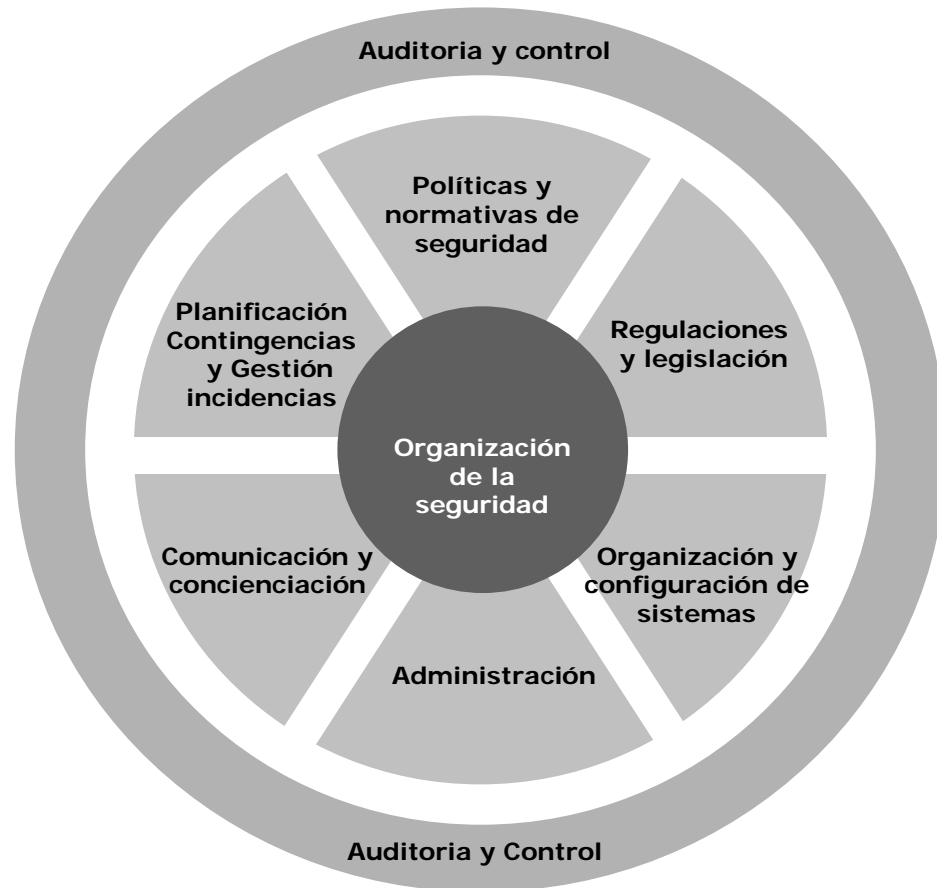 Auditoria y control
Políticas y
normativas de
seguridad
Planificación
Contingencias
y Gestión
incidencias
Regulaciones
y legislación
Organización
de la
seguridad
Comunicación y
concienciación
Organización y
configuración de
sistemas
Administración
Auditoria y Control